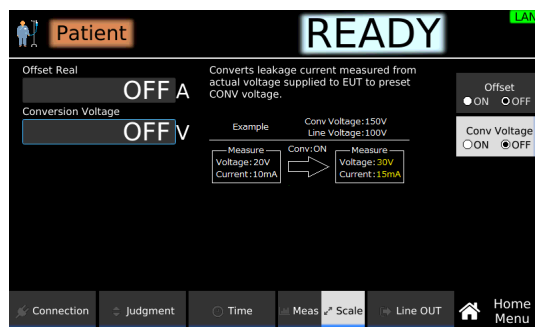 Patient
READY
LAN
Offset Real
OFF A
Conversion Voltage
OFF V
Converts leakage current measured from
actual voltage supplied to EUT to preset
CONV voltage.
Example
Conv Voltage:150V
Line Voltage:100V
Measure
Voltage:20V
Current:10mA
Conv:ON
Measure
Voltage:30V
Current:15mA
Offset
ON OFF
Conv Voltage
ON OFF
Connection
Judgment
Time
Meas
Scale
Line OUT
Home
Menu